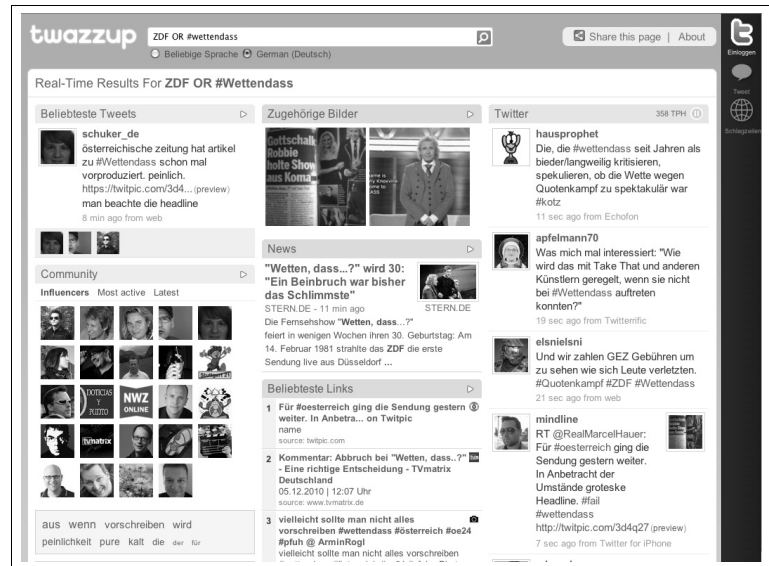 twazzup
ZDF OR #wettendass
Beliebige Sprache German (Deutsch)
Share this page | About
Einloggen
Tweet
Schlagzeilen
Real-Time Results For ZDF OR #Wettendass
Beliebteste Tweets
schuker_de
österreichische zeitung hat artikel
zu #Wettendass schon mal
vorproduziert. peinlich.
https://twitpic.com/3d4... (preview)
man beachte die headline
8 min ago from web
Community
Influencers Most active Latest
Stuttgart 21
NOTICIAS
Y
PUNTO
NWZ
ONLINE
tvmatrix
aus wenn vorschreiben wird
peinlichkeit pure kalt die der für
Zugehörige Bilder
Gottschalk
Robbie
holte Show
aus Koma
News
"Wetten, dass...?" wird 30:
"Ein Beinbruch war bisher
das Schlimmste"
STERN.DE - 11 min ago
STERN.DE
Die Fernsehshow "Wetten, dass...?"
feiert in wenigen Wochen ihren 30. Geburtstag: Am
14. Februar 1981 strahlte das ZDF die erste
Sendung live aus Düsseldorf ...
Beliebteste Links
1 Für #oesterreich ging die Sendung gestern
weiter. In Anbetra... on Twitpic
name
source: twitpic.com
2 Kommentar: Abbruch bei "Wetten, dass..?"
- Eine richtige Entscheidung - TVmatrix
Deutschland
05.12.2010 | 12:07 Uhr
source: www.tvmatrix.de
3 vielleicht sollte man nicht alles
vorschreiben #wettendass #österreich #oe24
#pfuh @ ArminRogl
vielleicht sollte man nicht alles vorschreiben
Twitter
358 TPH
hausprophet
Die, die #wettendass seit Jahren als
bieder/langweilig kritisieren,
spekulieren, ob die Wette wegen
Quotenkampf zu spektakulär war
#kotz
11 sec ago from Echofon
apfelmann70
Was mich mal interessiert: "Wie
wird das mit Take That und anderen
Künstlern geregelt, wenn sie nicht
bei #Wettendass auftreten
konnten?"
19 sec ago from Twitterrific
elsnielsni
Und wir zahlen GEZ Gebühren um
zu sehen wie sich Leute verletzten.
#Quotenkampf #ZDF #Wettendass
21 sec ago from web
mindline
RT @RealMarcelHauer:
Für #oesterreich ging die
Sendung gestern weiter.
In Anbetracht der
Umstände groteske
Headline. #fail
#wettendass
http://twitpic.com/3d4q27 (preview)
7 sec ago from Twitter for iPhone